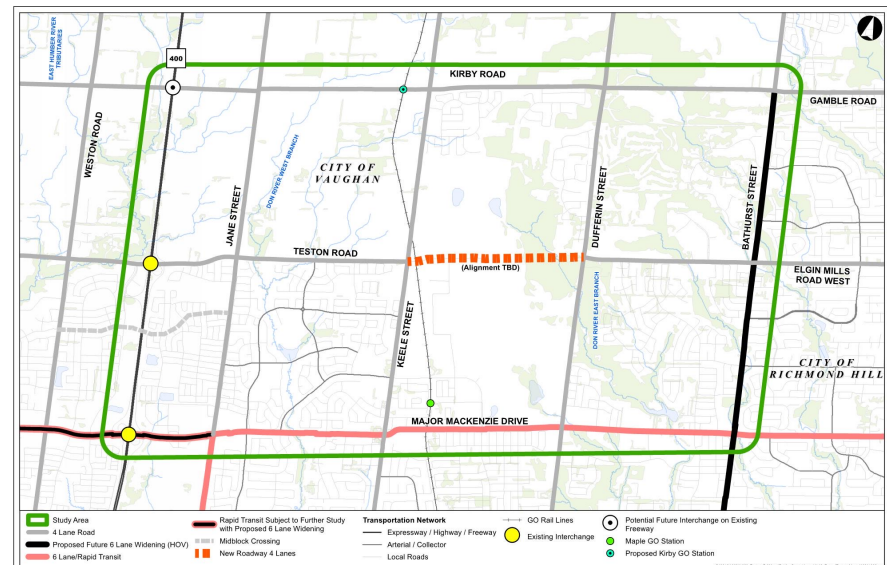 EAST HUMBER RIVER
TRIBUTARIES
400
KIRBY ROAD
GAMBLE ROAD
WESTON ROAD
CITY OF
VAUGHAN
DON RIVER WEST BRANCH
JANE STREET
DUFFERIN STREET
BATHURST STREET
TESTON ROAD
(Alignment TBD)
ELGIN MILLS
ROAD WEST
KEELE STREET
DON RIVER EAST BRANCH
CITY OF
RICHMOND HILL
MAJOR MACKENZIE DRIVE
Study Area
4 Lane Road
Proposed Future 6 Lane Widening (HOV)
6 Lane/Rapid Transit
Rapid Transit Subject to Further Study
with Proposed 6 Lane Widening
Midblock Crossing
New Roadway 4 Lanes
Transportation Network
Expressway / Highway / Freeway
Arterial / Collector
Local Roads
GO Rail Lines
Existing Interchange
Potential Future Interchange on Existing
Freeway
Maple GO Station
Proposed Kirby GO Station